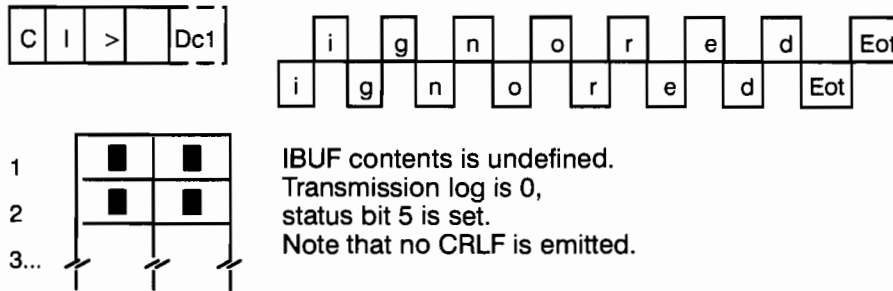 C I > Dc1
i g n o r e d Eot
i g n o r e d Eot
1
2
3...
IBUF contents is undefined.
Transmission log is 0,
status bit 5 is set.
Note that no CRLF is emitted.